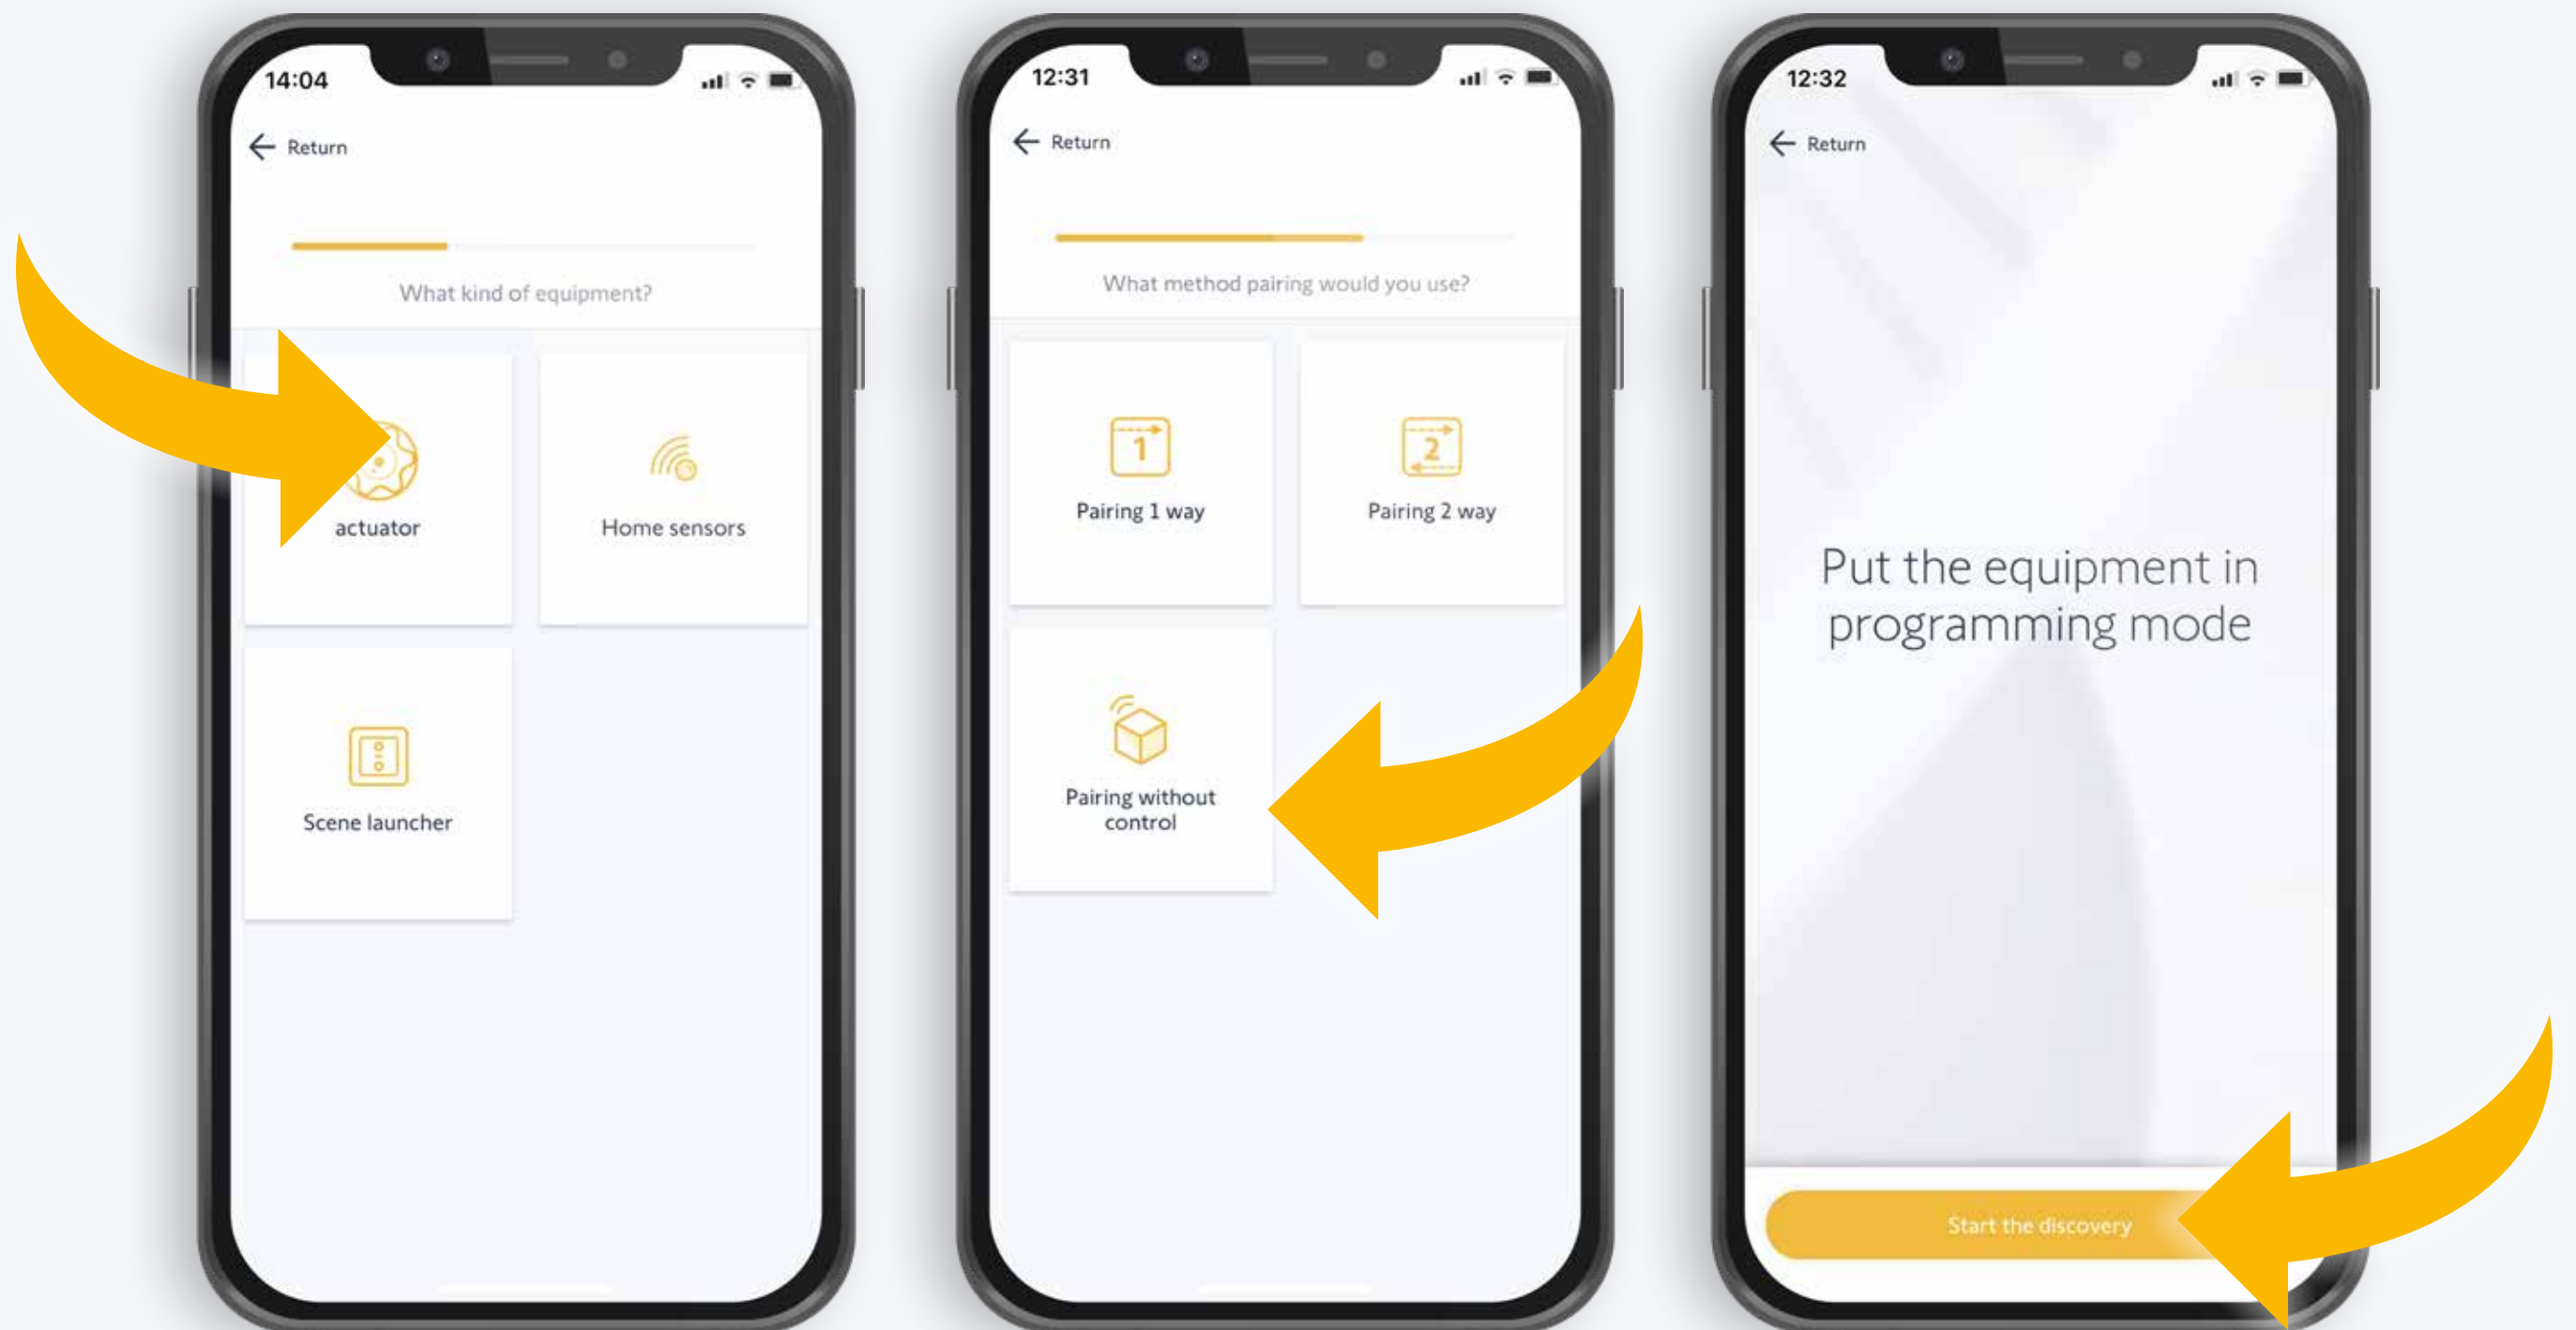 14:04
Return
What kind of equipment?
actuator
Home sensors
Scene launcher
12:31
Return
What method pairing would you use?
1
Pairing 1 way
2
Pairing 2 way
Pairing without
control
12:32
Return
Put the equipment in
programming mode
Start the discovery